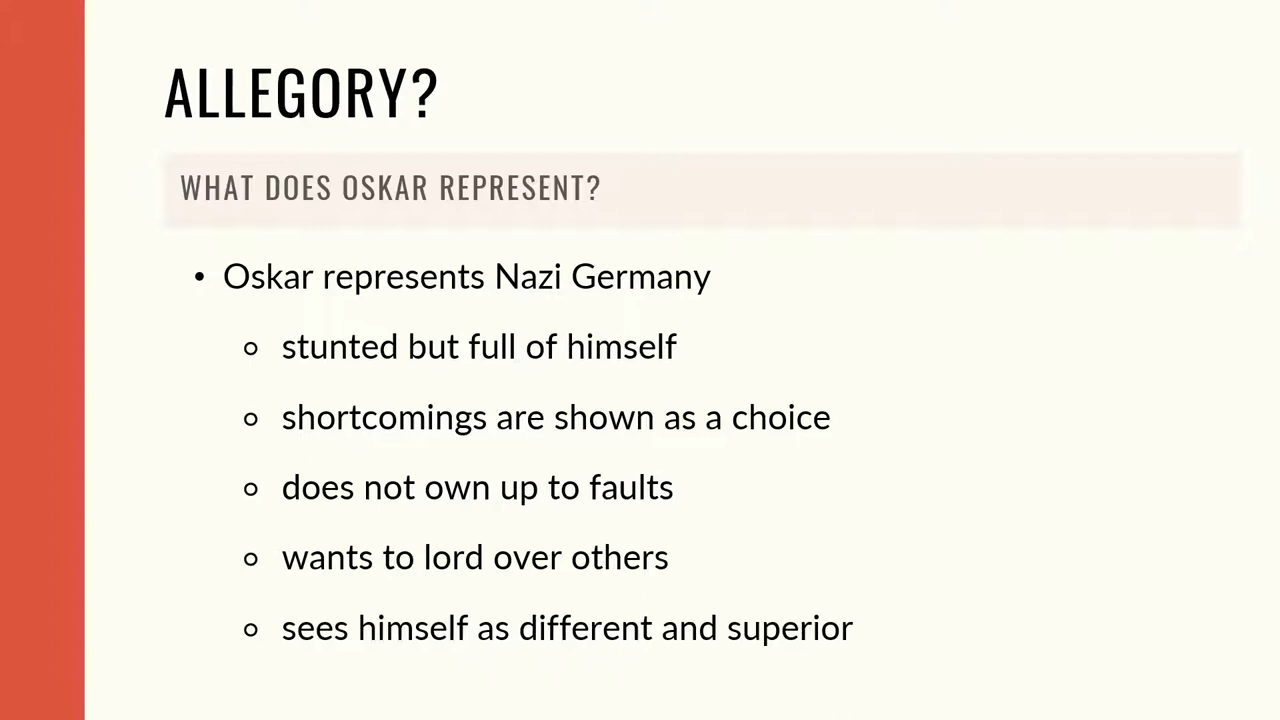 ALLEGORY?
WHAT DOES OSKAR REPRESENT?
• Oskar represents Nazi Germany
○ stunted but full of himself
○ shortcomings are shown as a choice
○ does not own up to faults
○ wants to lord over others
○ sees himself as different and superior